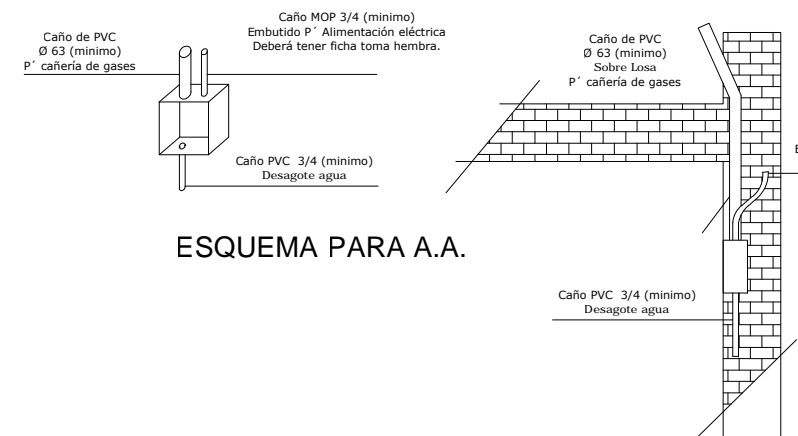 Caño de PVC
Ø 63 (minimo)
P´ cañería de gases
Caño MOP 3/4 (minimo)
Embutido P´ Alimentación eléctrica
Deberá tener ficha toma hembra.
Caño PVC 3/4 (minimo)
Desagote agua
ESQUEMA PARA A.A.
Caño de PVC
Ø 63 (minimo)
Sobre Losa
P´ cañería de gases
E
Caño PVC 3/4 (minimo)
Desagote agua